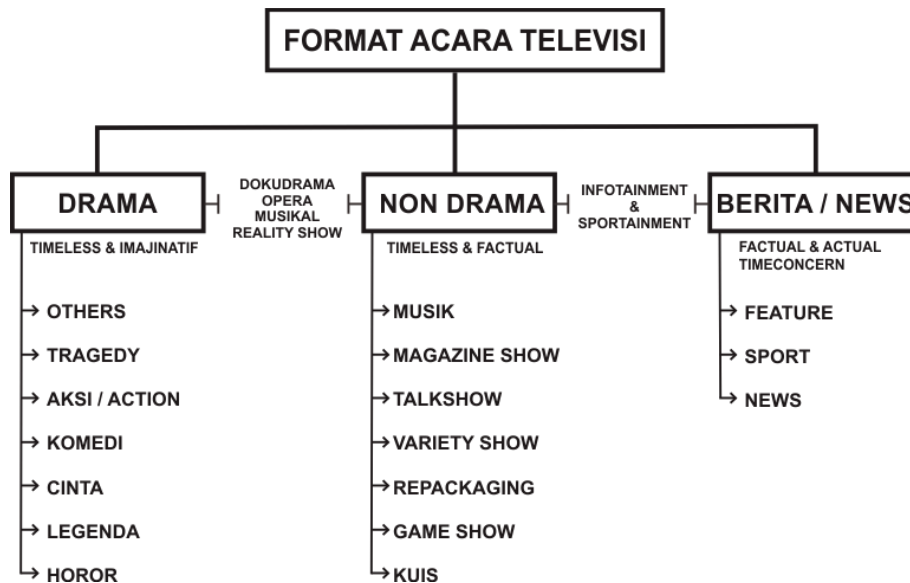 FORMAT ACARA TELEVISI
DRAMA
TIMELESS & IMAJINATIF
DOKUDRAMA
OPERA
MUSIKAL
REALITY SHOW
NON DRAMA
TIMELESS & FACTUAL
INFOTAINMENT
&
SPORTAINMENT
BERITA / NEWS
FACTUAL & ACTUAL
TIMECONCERN
OTHERS
TRAGEDY
AKSI / ACTION
KOMEDI
CINTA
LEGENDA
HOROR
MUSIK
MAGAZINE SHOW
TALKSHOW
VARIETY SHOW
REPACKAGING
GAME SHOW
KUIS
FEATURE
SPORT
NEWS